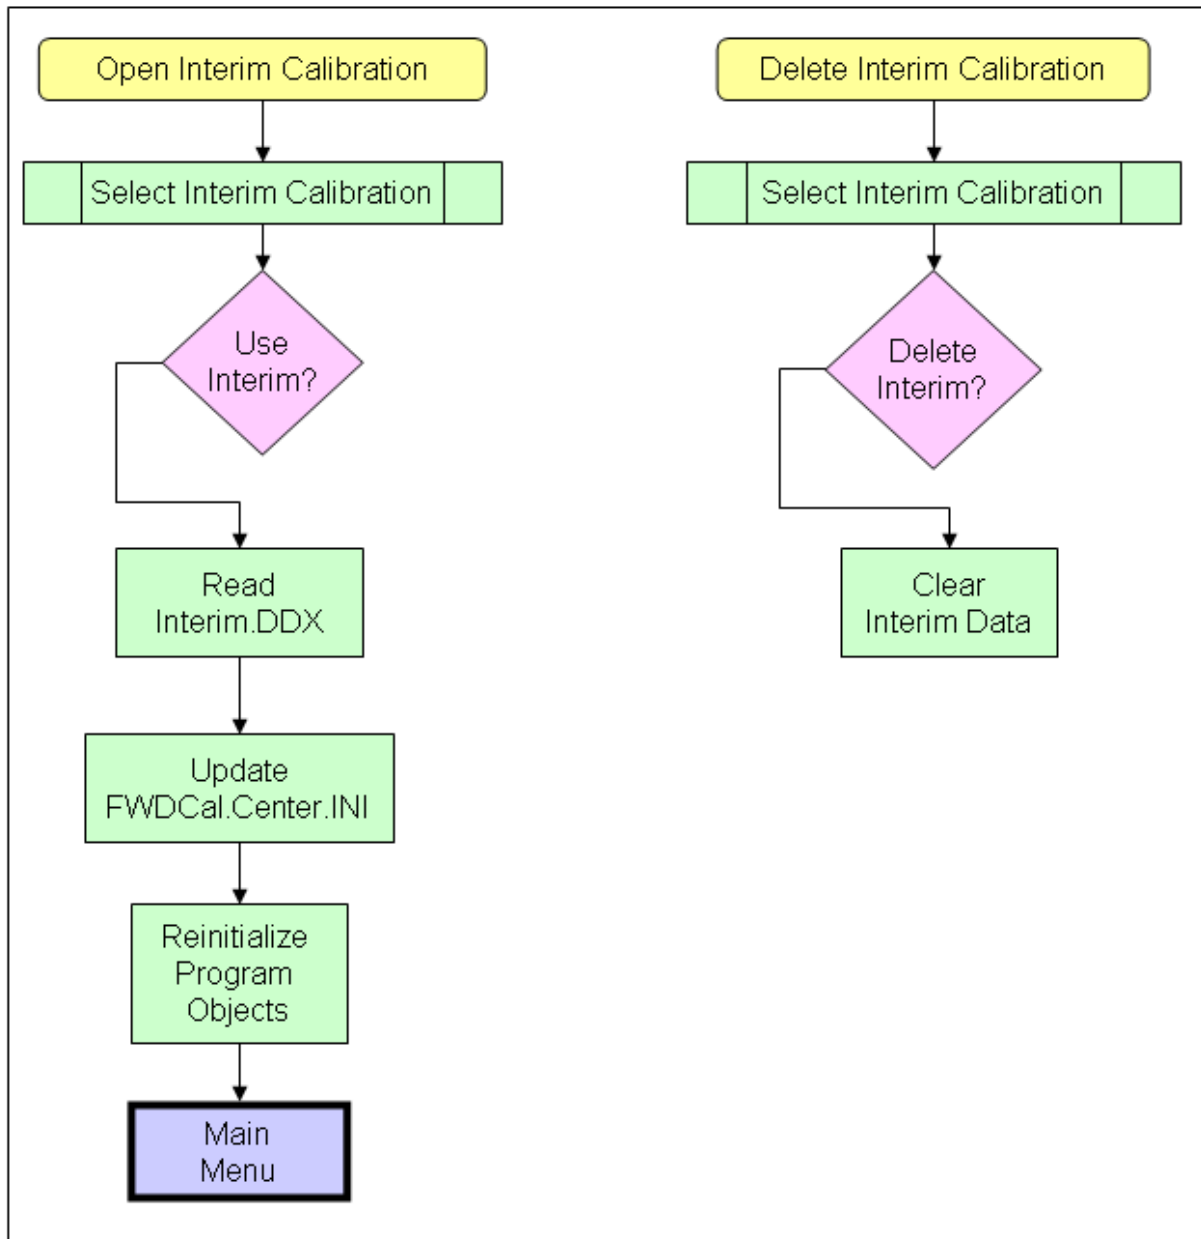 Open Interim Calibration
Select Interim Calibration
Use
Interim?
Read
Interim.DDX
Update
FWDCal.Center.INI
Reinitialize
Program
Objects
Main
Menu
Delete Interim Calibration
Select Interim Calibration
Delete
Interim?
Clear
Interim Data